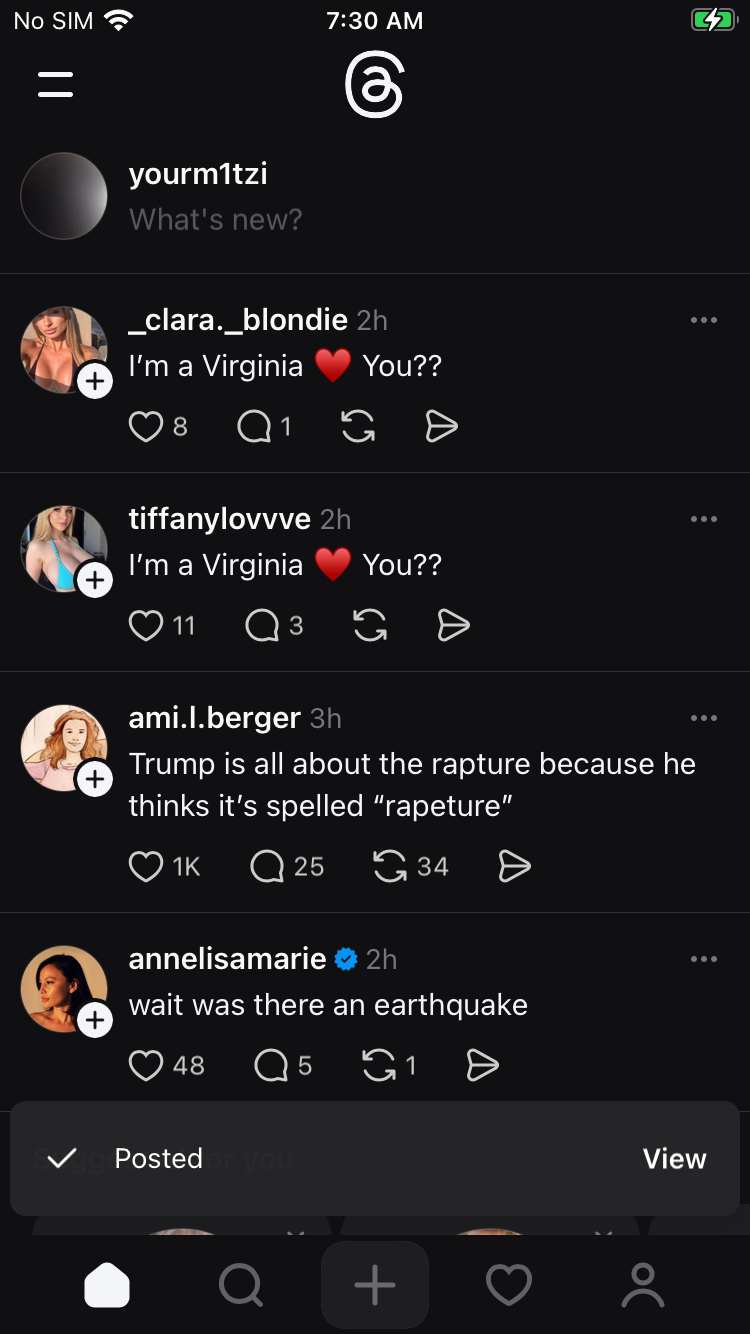 No SIM 7:30 AM
yourm1tzi
What's new?
_clara._blondie 2h
I’m a Virginia ❤️ You??
8 1
tiffanylovvve 2h
I’m a Virginia ❤️ You??
11 3
ami.l.berger 3h
Trump is all about the rapture because he
thinks it’s spelled “rapeture”
1K 25 34
annelisamarie 2h
wait was there an earthquake
48 5 1
Posted View